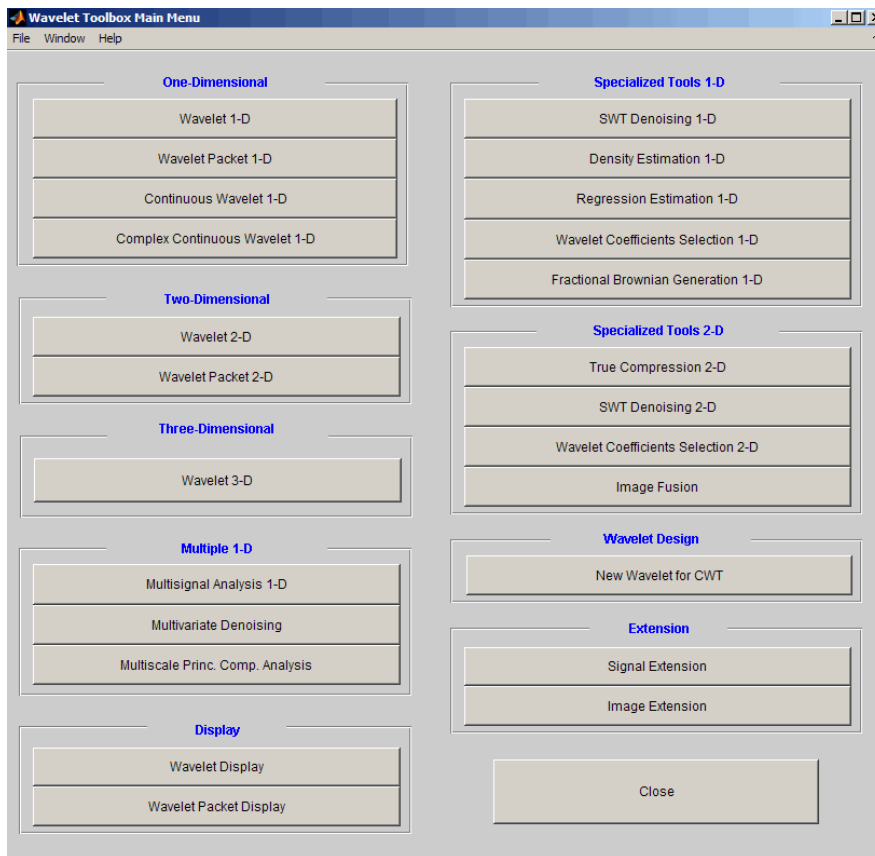 Wavelet Toolbox Main Menu
File Window Help
One-Dimensional
Wavelet 1-D
Wavelet Packet 1-D
Continuous Wavelet 1-D
Complex Continuous Wavelet 1-D
Two-Dimensional
Wavelet 2-D
Wavelet Packet 2-D
Three-Dimensional
Wavelet 3-D
Multiple 1-D
Multisignal Analysis 1-D
Multivariate Denoising
Multiscale Princ. Comp. Analysis
Display
Wavelet Display
Wavelet Packet Display
Specialized Tools 1-D
SWT Denoising 1-D
Density Estimation 1-D
Regression Estimation 1-D
Wavelet Coefficients Selection 1-D
Fractional Brownian Generation 1-D
Specialized Tools 2-D
True Compression 2-D
SWT Denoising 2-D
Wavelet Coefficients Selection 2-D
Image Fusion
Wavelet Design
New Wavelet for CWT
Extension
Signal Extension
Image Extension
Close